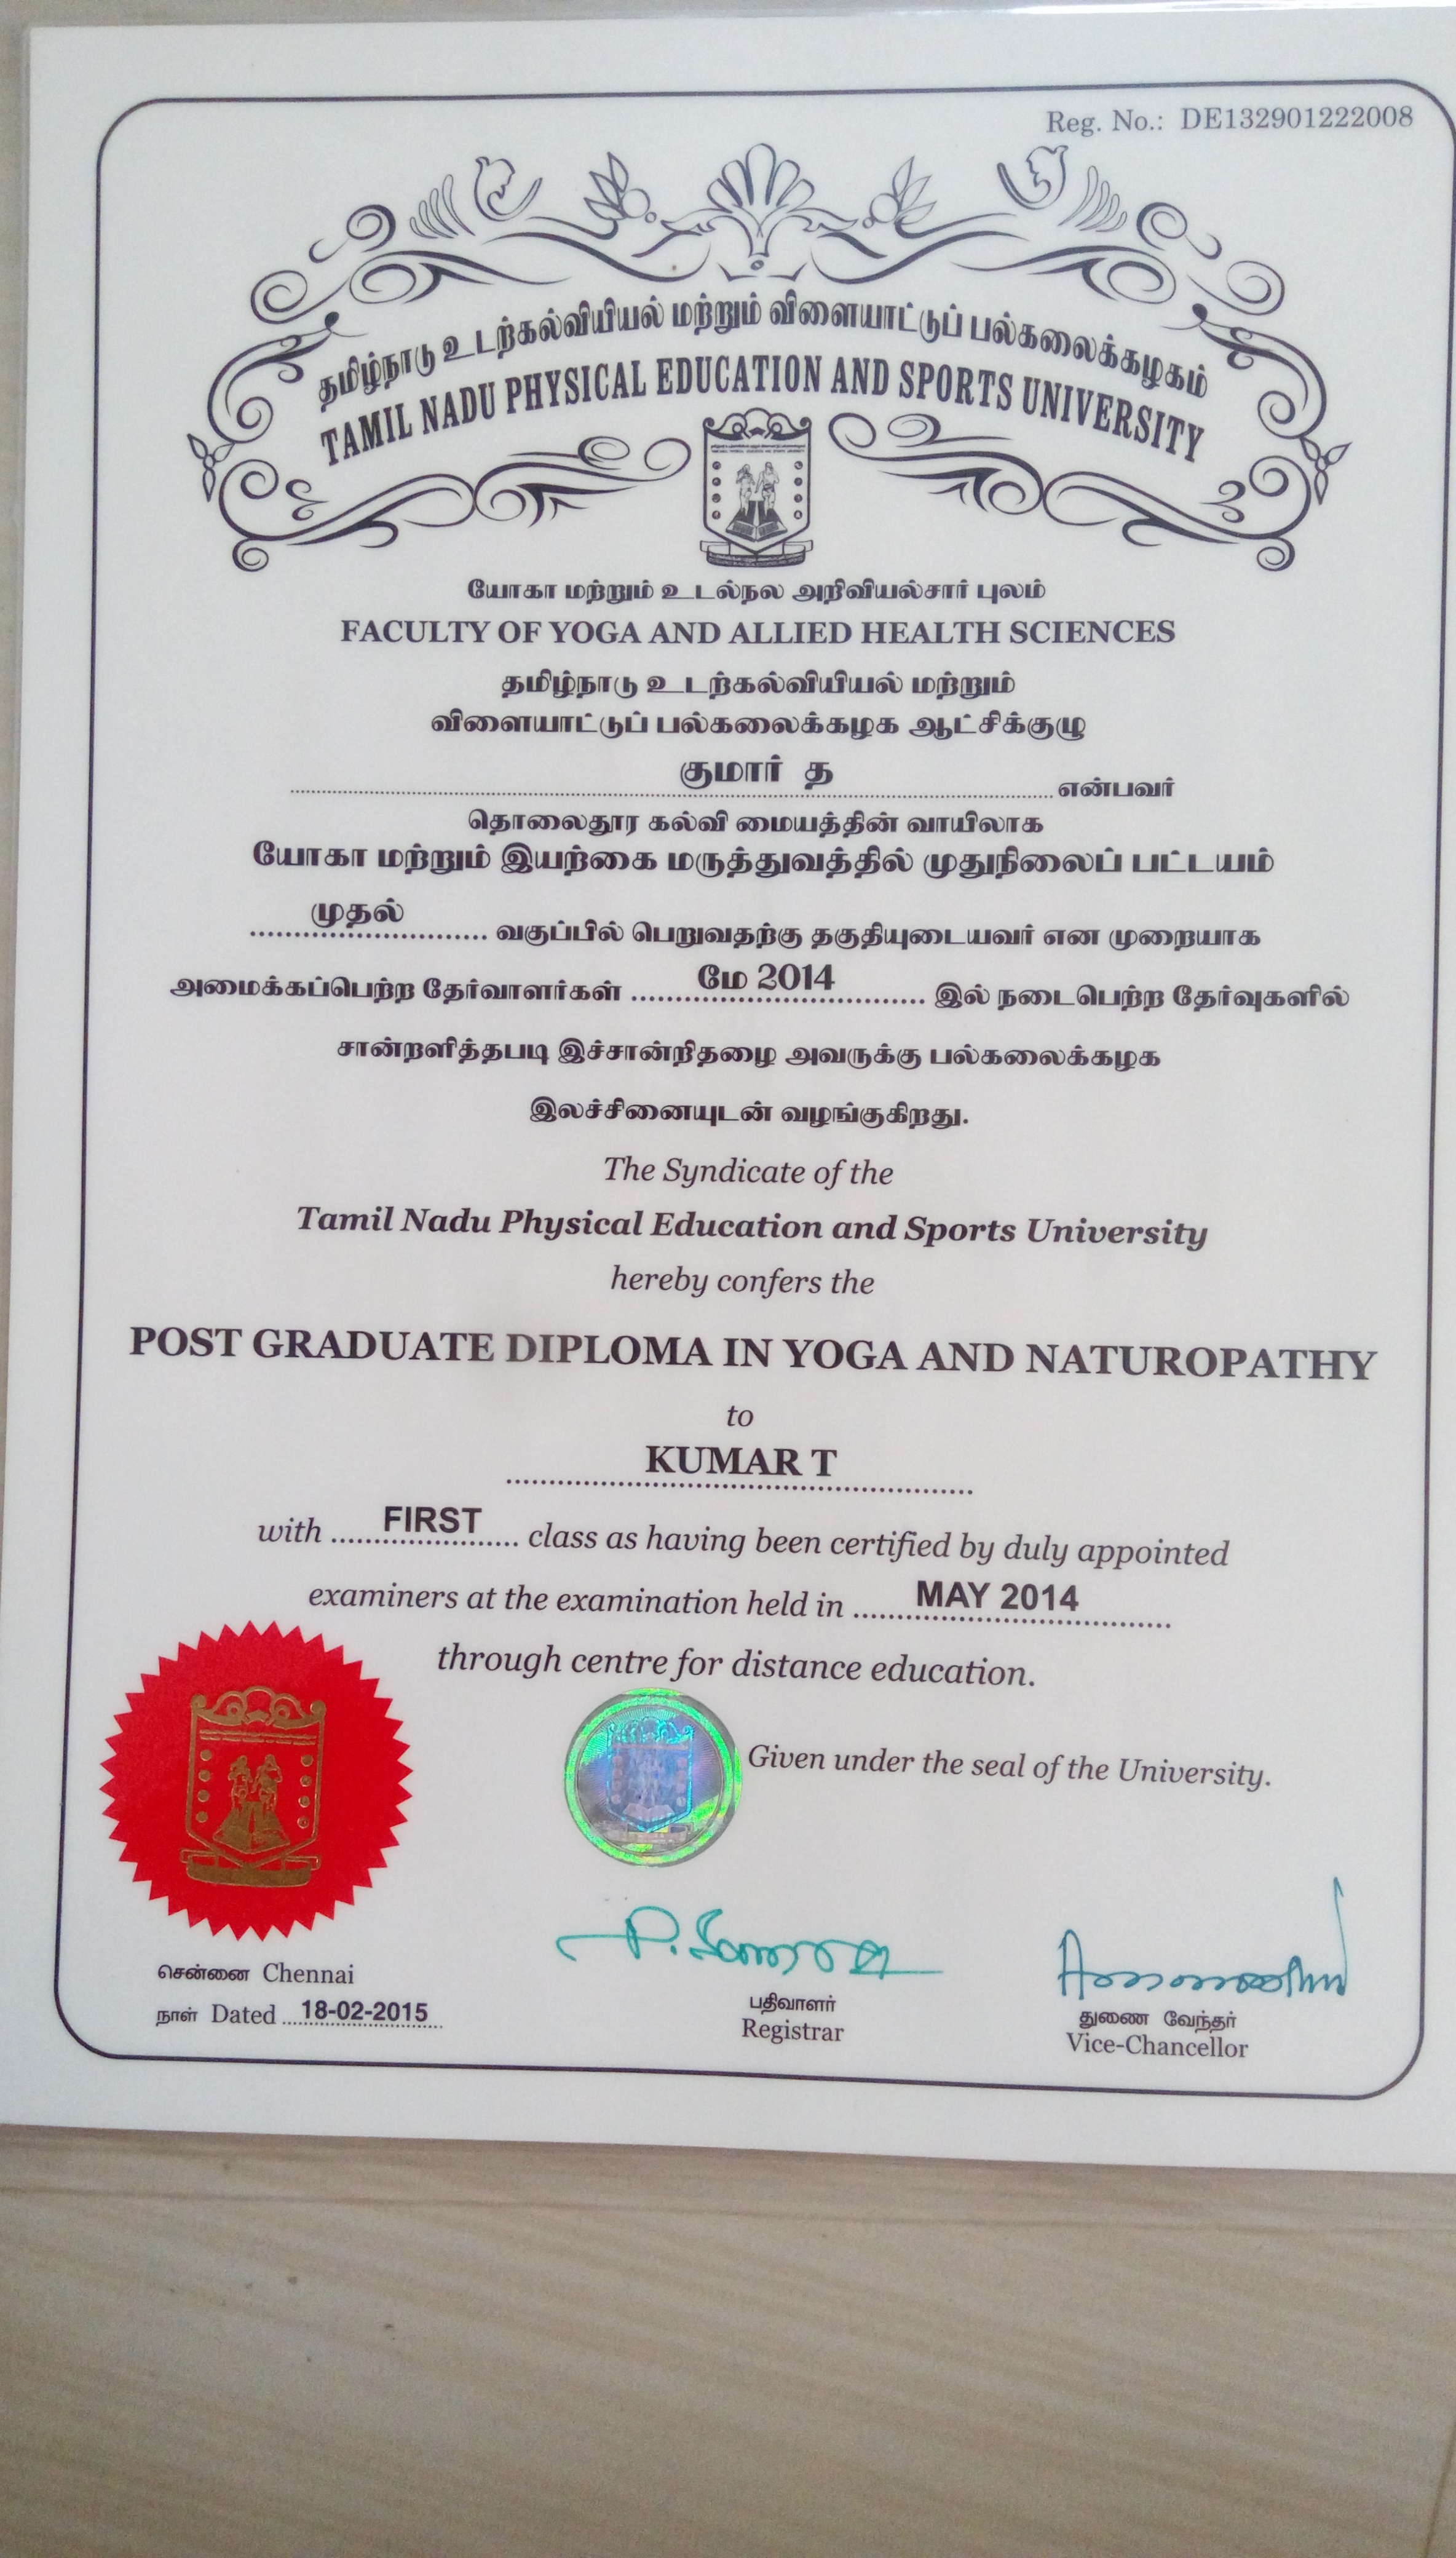 Reg. No.: DE132901222008
தமிழ்நாடு உடற்கல்வியியல் மற்றும் விளையாட்டுப் பல்கலைக்கழகம்
TAMIL NADU PHYSICAL EDUCATION AND SPORTS UNIVERSITY
யோகா மற்றும் உடல்நல அறிவியல்சார் புலம்
FACULTY OF YOGA AND ALLIED HEALTH SCIENCES
தமிழ்நாடு உடற்கல்வியியல் மற்றும்
விளையாட்டுப் பல்கலைக்கழக ஆட்சிக்குழு
குமார் த என்பவர்
தொலைதூர கல்வி மையத்தின் வாயிலாக
யோகா மற்றும் இயற்கை மருத்துவத்தில் முதுநிலைப் பட்டயம்
முதல் வகுப்பில் பெறுவதற்கு தகுதியுடையவர் என முறையாக
அமைக்கப்பெற்ற தேர்வாளர்கள் மே 2014 இல் நடைபெற்ற தேர்வுகளில்
சான்றளித்தபடி இச்சான்றிதழை அவருக்கு பல்கலைக்கழக
இலச்சினையுடன் வழங்குகிறது.
The Syndicate of the
Tamil Nadu Physical Education and Sports University
hereby confers the
POST GRADUATE DIPLOMA IN YOGA AND NATUROPATHY
to
KUMAR T
with FIRST class as having been certified by duly appointed
examiners at the examination held in MAY 2014
through centre for distance education.
Given under the seal of the University.
சென்னை Chennai
நாள் Dated 18-02-2015
பதிவாளர்
Registrar
துணை வேந்தர்
Vice-Chancellor